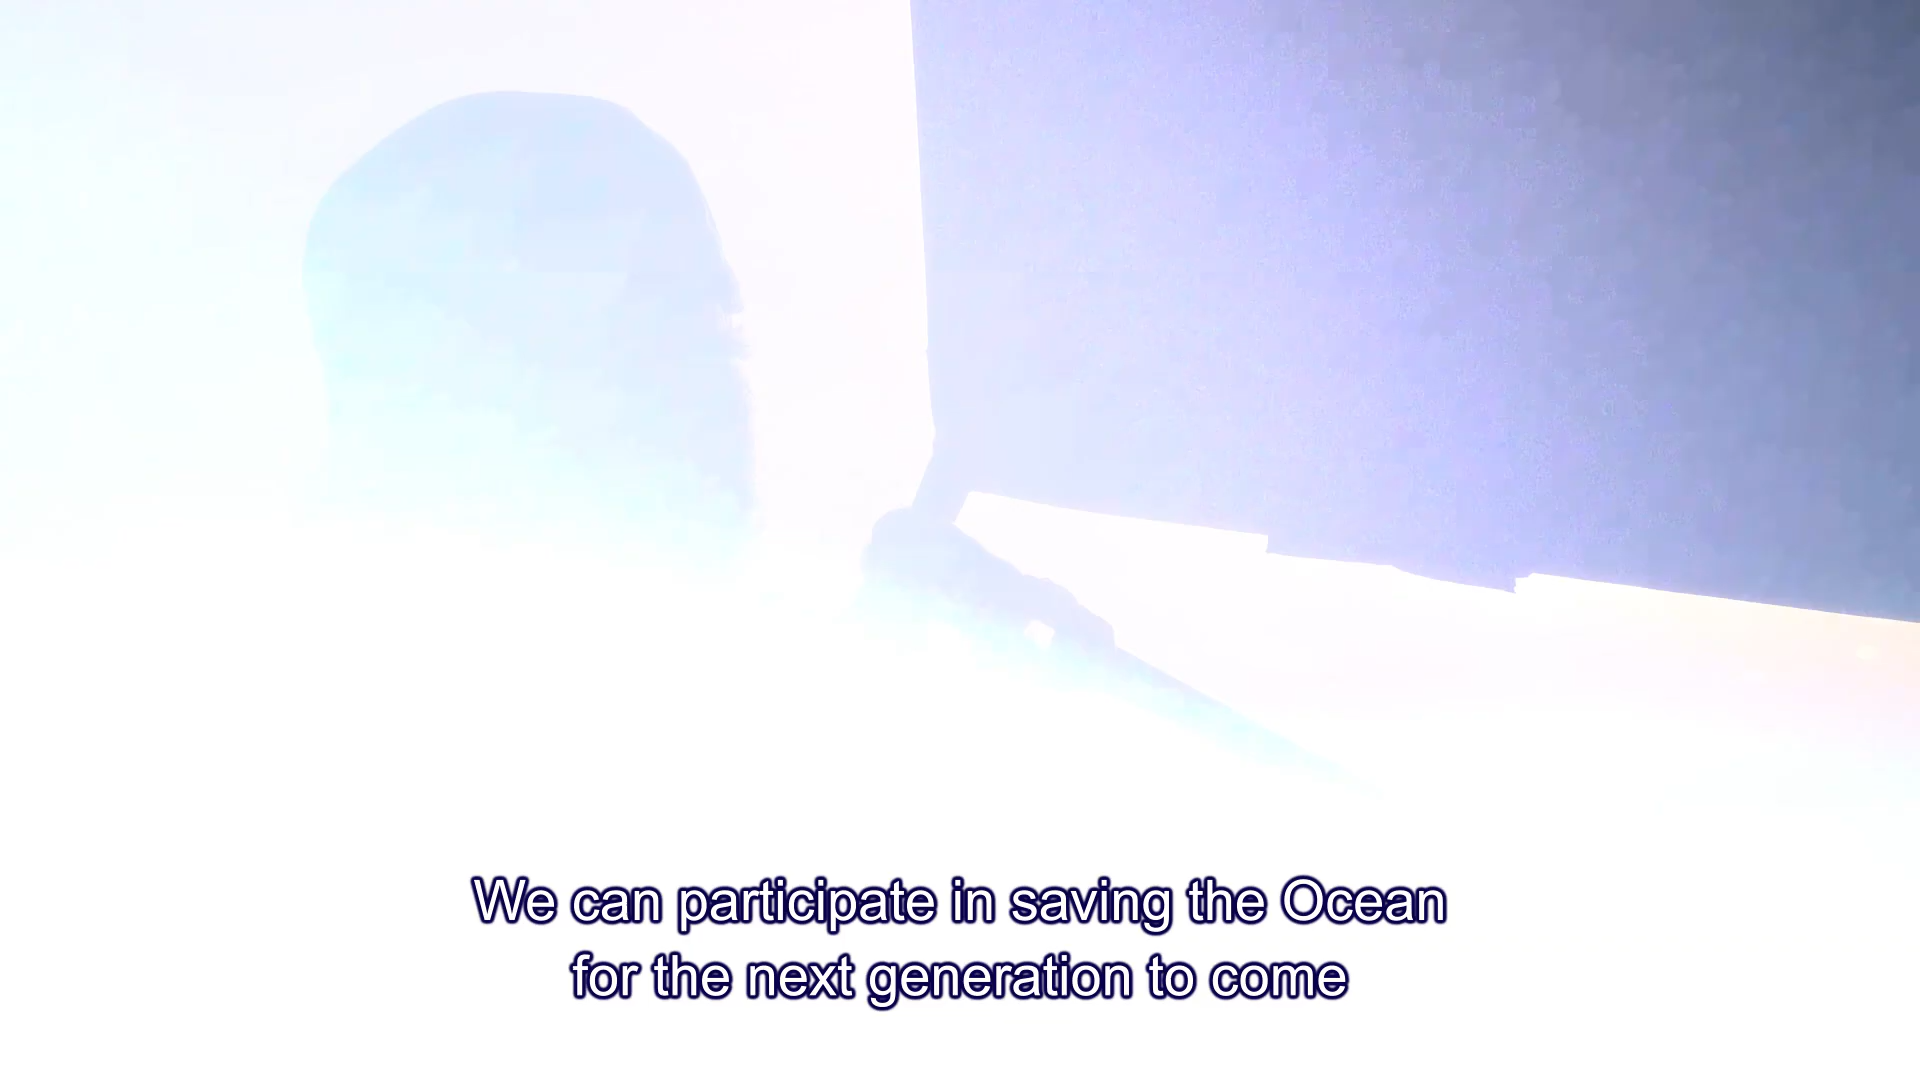 We can participate in saving the Ocean
for the next generation to come